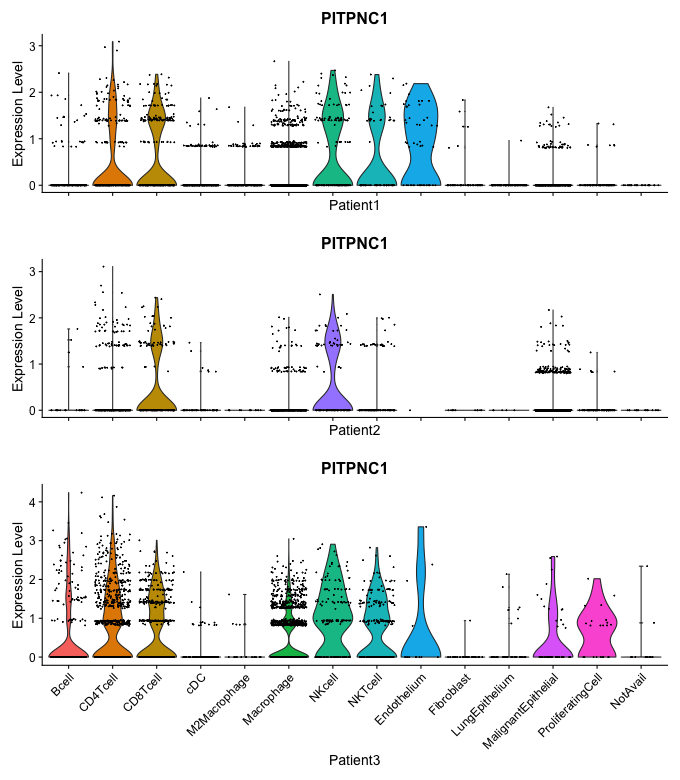 PITPNC1
Expression Level
3
2
1
0
Patient1
PITPNC1
Expression Level
3
2
1
0
Patient2
PITPNC1
Expression Level
4
3
2
1
0
Bcell
CD4Tcell
CD8Tcell
cDC
M2Macrophage
Macrophage
NKcell
NKTcell
Endothelium
Fibroblast
LungEpithelium
MalignantEpithelial
ProliferatingCell
NotAvail
Patient3